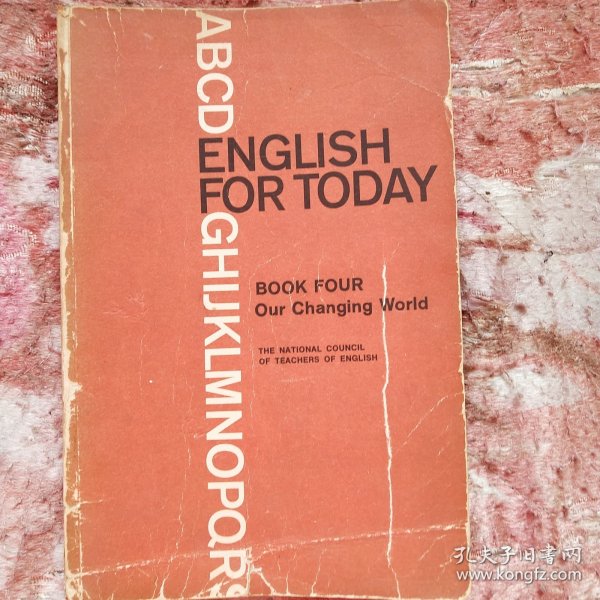 ABCD
ENGLISH
FOR TODAY
GHIJKLMNOPQRS
BOOK FOUR
Our Changing World
THE NATIONAL COUNCIL
OF TEACHERS OF ENGLISH
孔夫子旧书网
www.kongfz.com